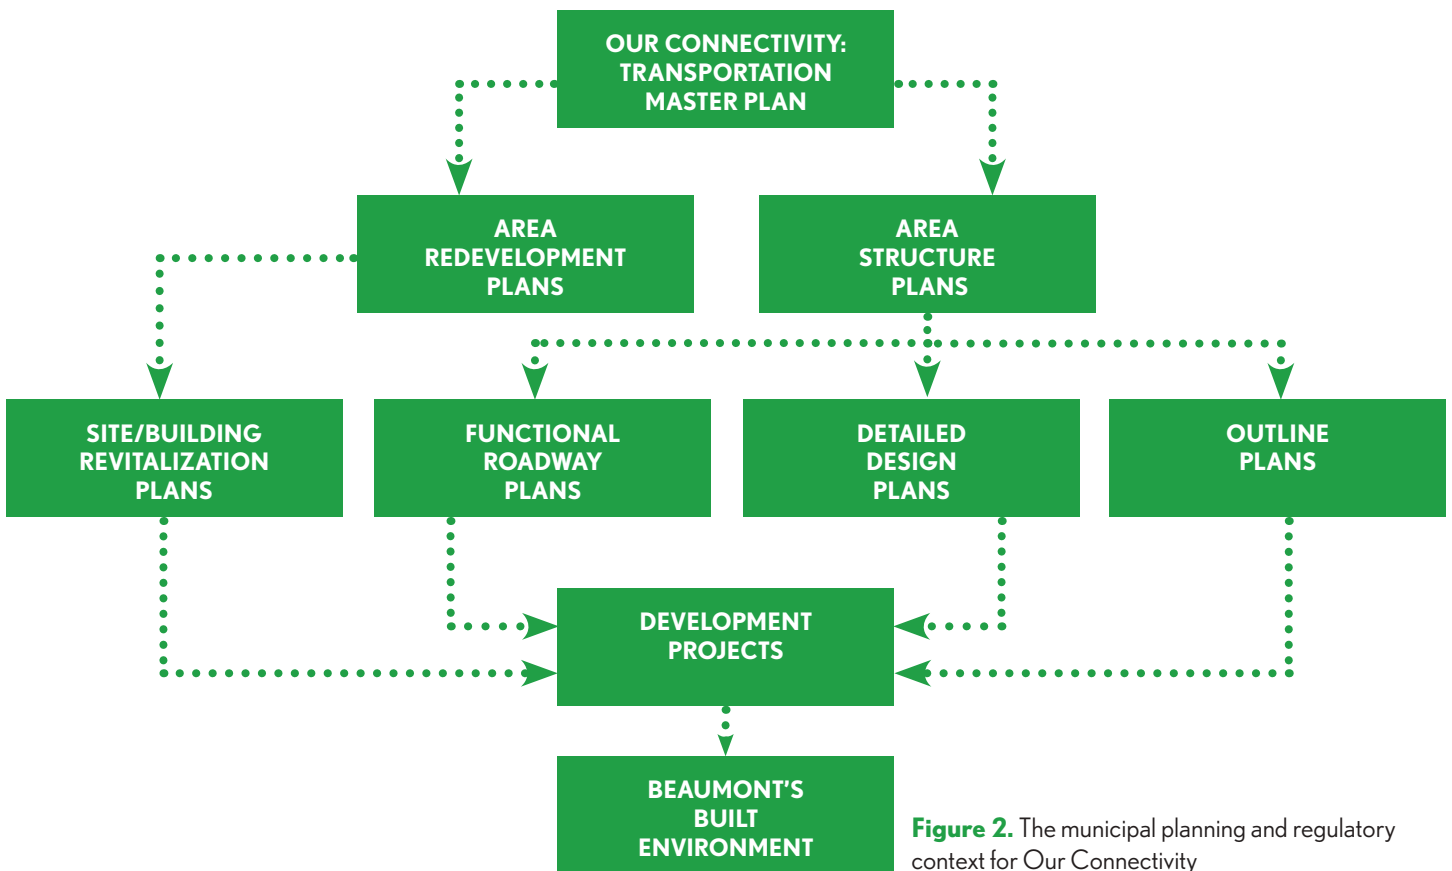 OUR CONNECTIVITY:
TRANSPORTATION
MASTER PLAN
AREA
REDEVELOPMENT
PLANS
AREA
STRUCTURE
PLANS
SITE/BUILDING
REVITALIZATION
PLANS
FUNCTIONAL
ROADWAY
PLANS
DETAILED
DESIGN
PLANS
OUTLINE
PLANS
DEVELOPMENT
PROJECTS
BEAUMONT'S
BUILT
ENVIRONMENT
Figure 2. The municipal planning and regulatory
context for Our Connectivity